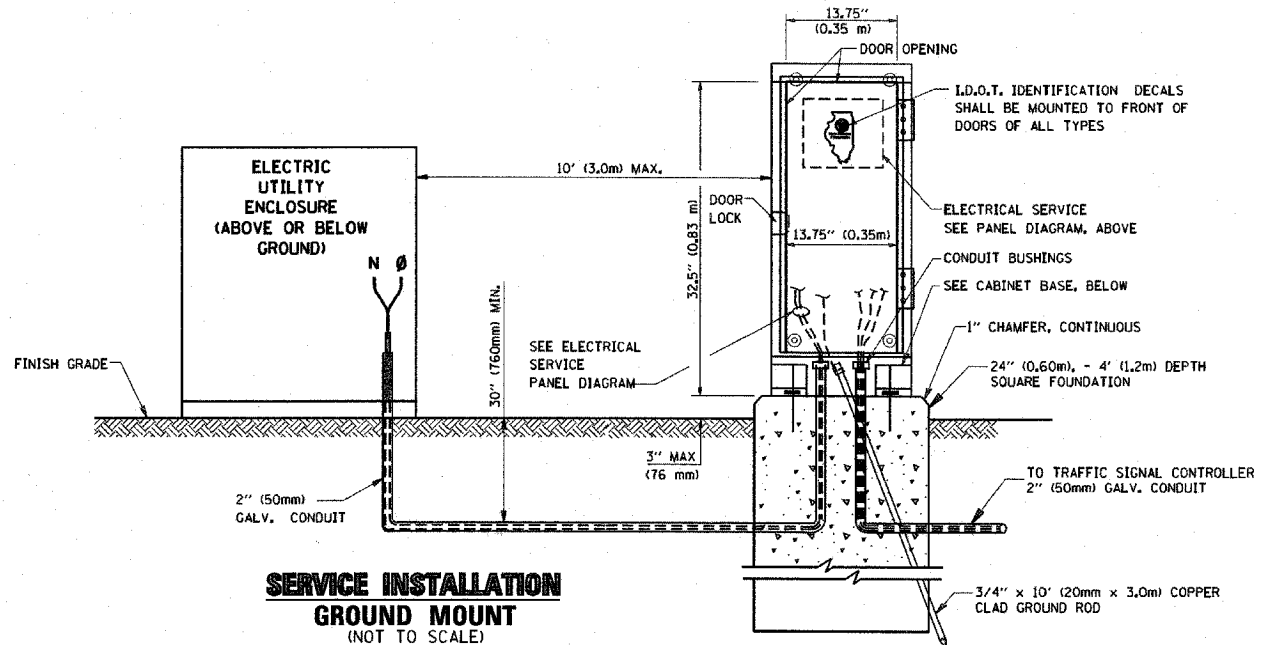 13.75"
(0.35 m)
DOOR OPENING
I.D.O.T. IDENTIFICATION DECALS
SHALL BE MOUNTED TO FRONT OF
DOORS OF ALL TYPES
ELECTRIC
UTILITY
ENCLOSURE
(ABOVE OR BELOW
GROUND)
N Ø
10' (3.0m) MAX.
DOOR
LOCK
32.5" (0.83 m)
13.75" (0.35m)
ELECTRICAL SERVICE
SEE PANEL DIAGRAM, ABOVE
CONDUIT BUSHINGS
SEE CABINET BASE, BELOW
1" CHAMFER, CONTINUOUS
24" (0.60m). - 4' (1.2m) DEPTH
SQUARE FOUNDATION
FINISH GRADE
30" (760mm) MIN.
SEE ELECTRICAL
SERVICE
PANEL DIAGRAM
3" MAX
(76 mm)
2" (50mm)
GALV. CONDUIT
TO TRAFFIC SIGNAL CONTROLLER
2" (50mm) GALV. CONDUIT
3/4" x 10' (20mm x 3.0m) COPPER
CLAD GROUND ROD
SERVICE INSTALLATION
GROUND MOUNT
(NOT TO SCALE)